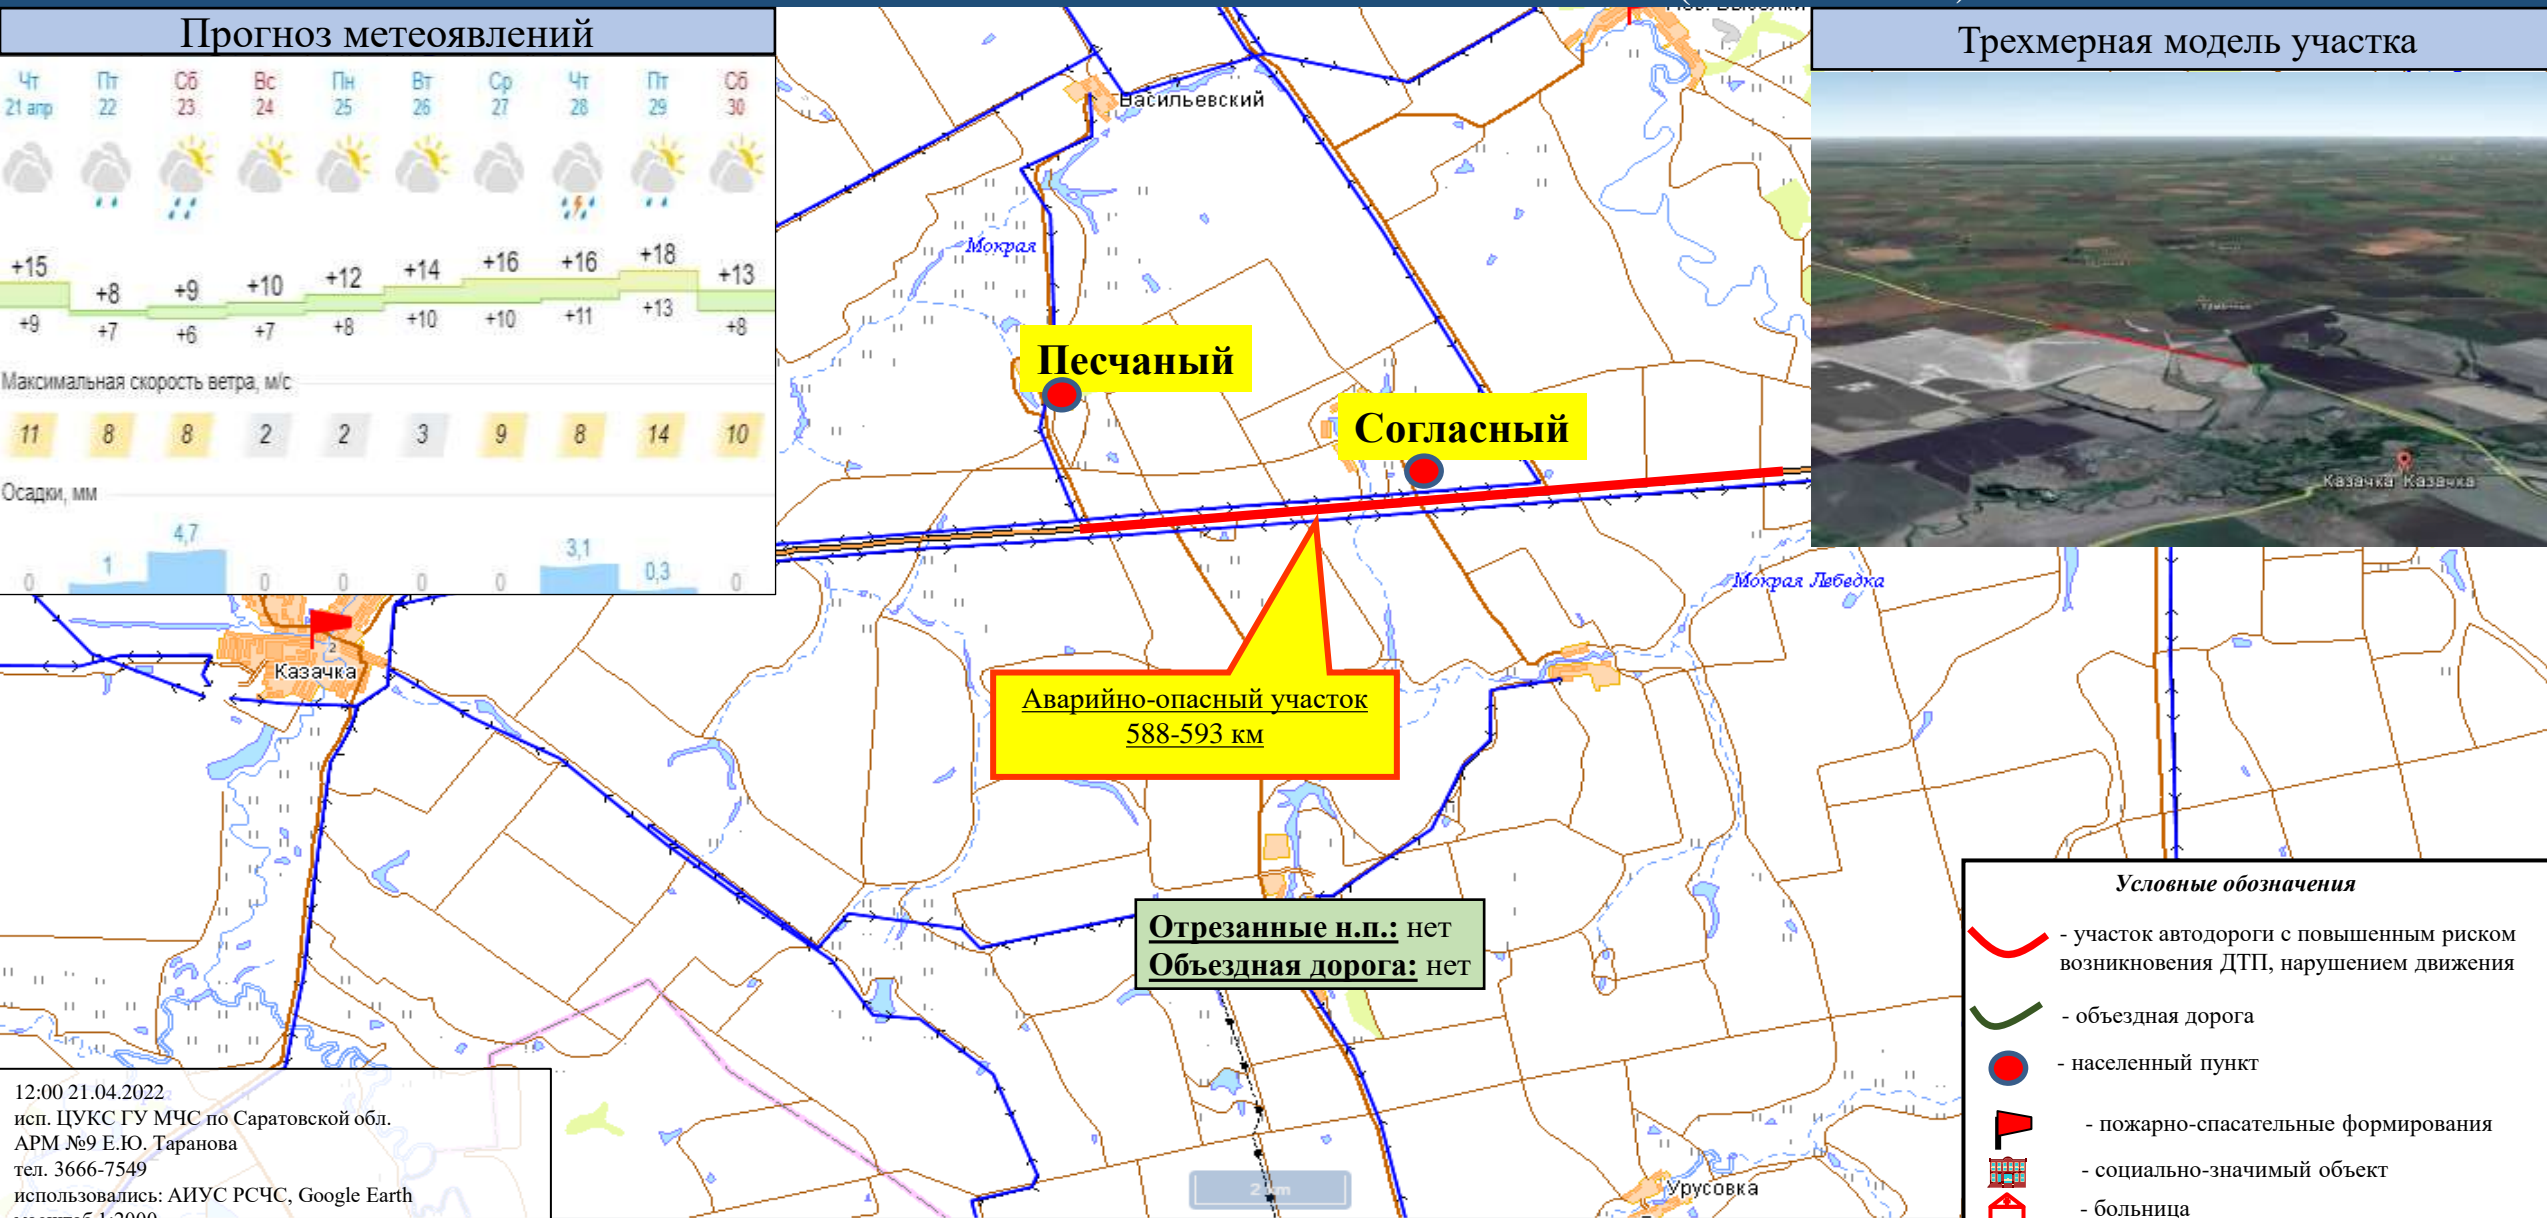 Прогноз метеоявлений
Чт Пт Сб Вс Пн Вт Ср Чт Пт Сб
21 апр 22 23 24 25 26 27 28 29 30
+15 +8 +9 +10 +12 +14 +16 +16 +18 +13
+9 +7 +6 +7 +8 +10 +10 +11 +13 +8
Максимальная скорость ветра, м/с
11 8 8 2 2 3 9 8 14 10
Осадки, мм
0 1 4,7 0 0 0 0 3,1 0,3 0
Трехмерная модель участка
Казачка Казачка
Васильевский
Мокрая
Песчаный
Согласный
Мокрая Лебедка
Казачка
2
Аварийно-опасный участок
588-593 км
Отрезанные н.п.: нет
Объездная дорога: нет
Урусовка
2 km
12:00 21.04.2022
исп. ЦУКС ГУ МЧС по Саратовской обл.
АРМ №9 Е.Ю. Таранова
тел. 3666-7549
использовались: АИУС РСЧС, Google Earth
Условные обозначения
- участок автодороги с повышенным риском
возникновения ДТП, нарушением движения
- объездная дорога
- населенный пункт
- пожарно-спасательные формирования
- социально-значимый объект
- больница